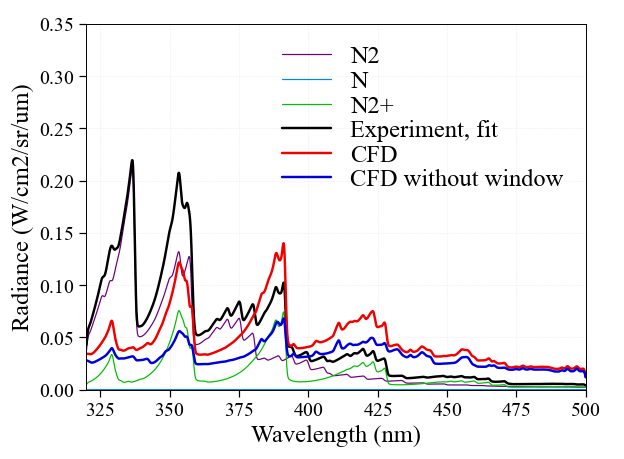 0.35
0.30
0.25
0.20
0.15
0.10
0.05
0.00
Radiance (W/cm2/sr/um)
N2
N
N2+
Experiment, fit
CFD
CFD without window
325 350 375 400 425 450 475 500
Wavelength (nm)